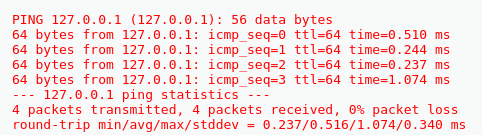 PING 127.0.0.1 (127.0.0.1): 56 data bytes
64 bytes from 127.0.0.1: icmp_seq=0 ttl=64 time=0.510 ms
64 bytes from 127.0.0.1: icmp_seq=1 ttl=64 time=0.244 ms
64 bytes from 127.0.0.1: icmp_seq=2 ttl=64 time=0.237 ms
64 bytes from 127.0.0.1: icmp_seq=3 ttl=64 time=1.074 ms
--- 127.0.0.1 ping statistics ---
4 packets transmitted, 4 packets received, 0% packet loss
round-trip min/avg/max/stddev = 0.237/0.516/1.074/0.340 ms